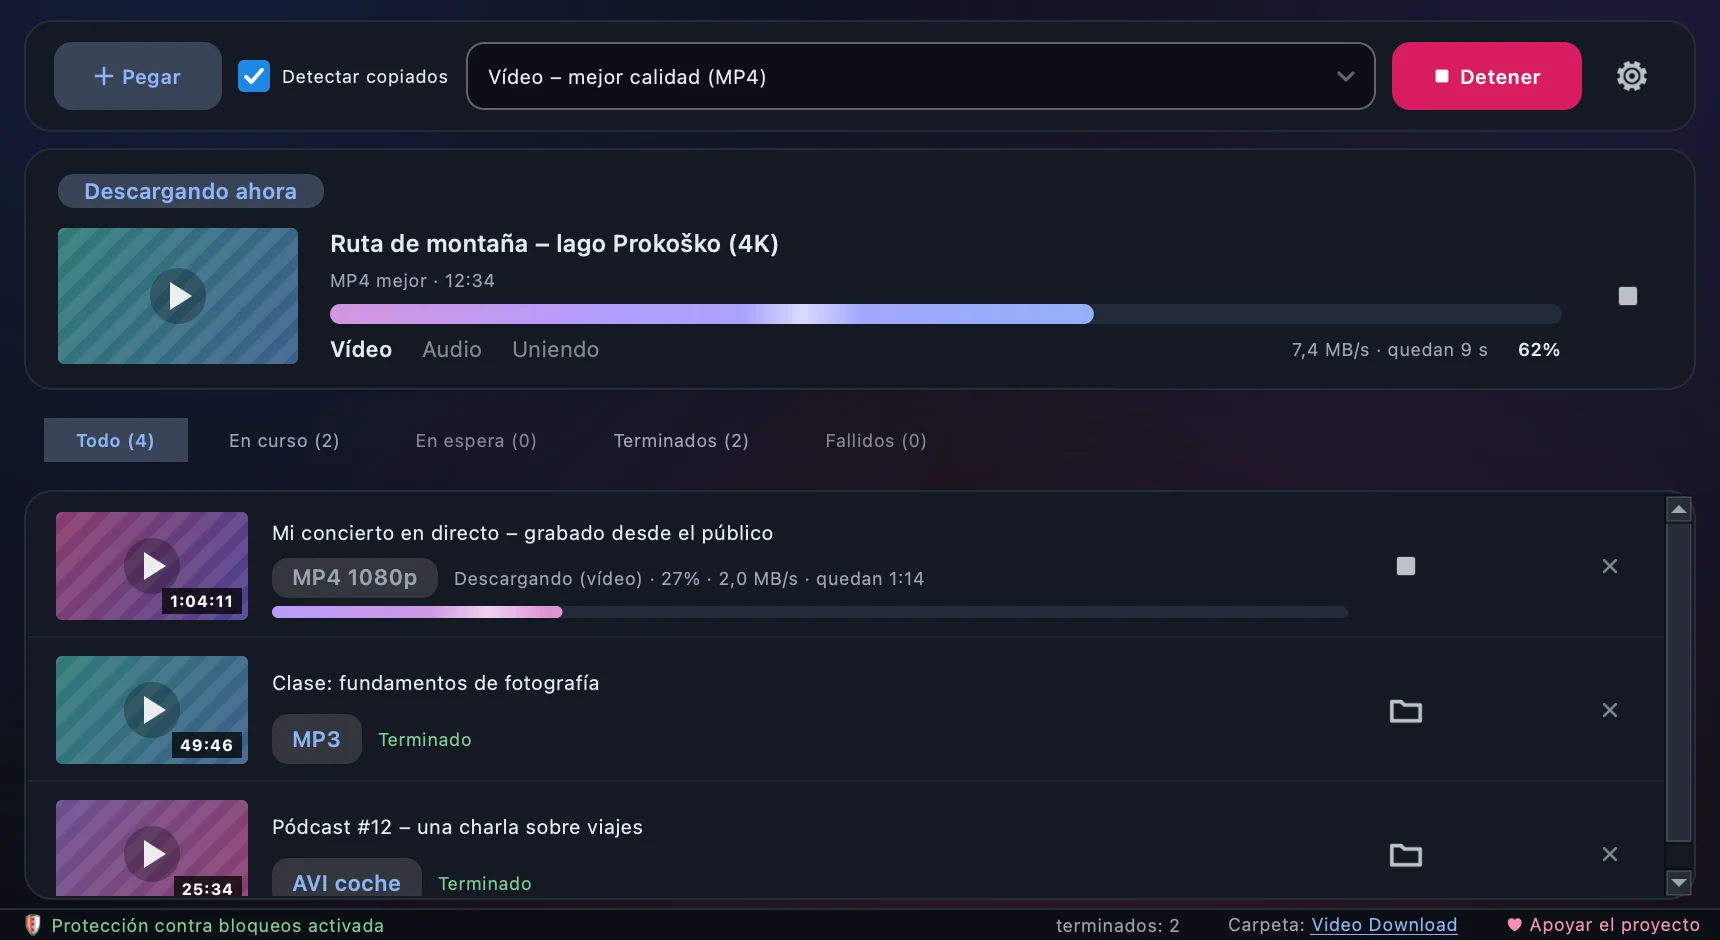 + Pegar
Detectar copiados
Vídeo – mejor calidad (MP4)
Detener
Descargando ahora
Ruta de montaña – lago Prokoško (4K)
MP4 mejor · 12:34
Vídeo Audio Uniendo
7,4 MB/s · quedan 9 s 62%
Todo (4) En curso (2) En espera (0) Terminados (2) Fallidos (0)
Mi concierto en directo – grabado desde el público
MP4 1080p Descargando (vídeo) · 27% · 2,0 MB/s · quedan 1:14
1:04:11
Clase: fundamentos de fotografía
MP3 Terminado
49:46
Pódcast #12 – una charla sobre viajes
AVI coche Terminado
25:34
Protección contra bloqueos activada
terminados: 2
Carpeta: Video Download
Apoyar el proyecto